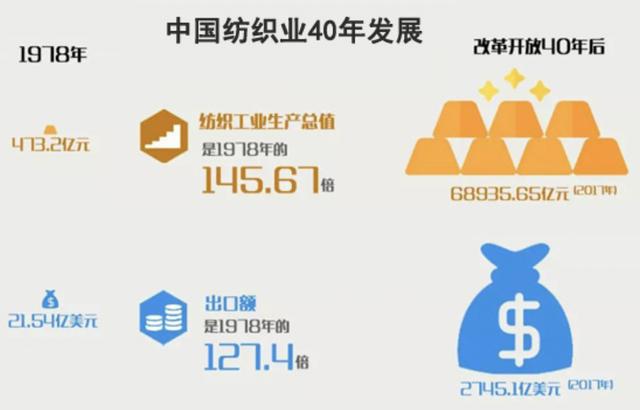 中国纺织业40年发展
1978年
改革开放40年后
473.2亿元
纺织工业生产总值
是1978年的
145.67倍
68935.65亿元 (2017年)
21.54亿美元
出口额
是1978年的
127.4倍
$
$
2745.1亿美元 (2017年)